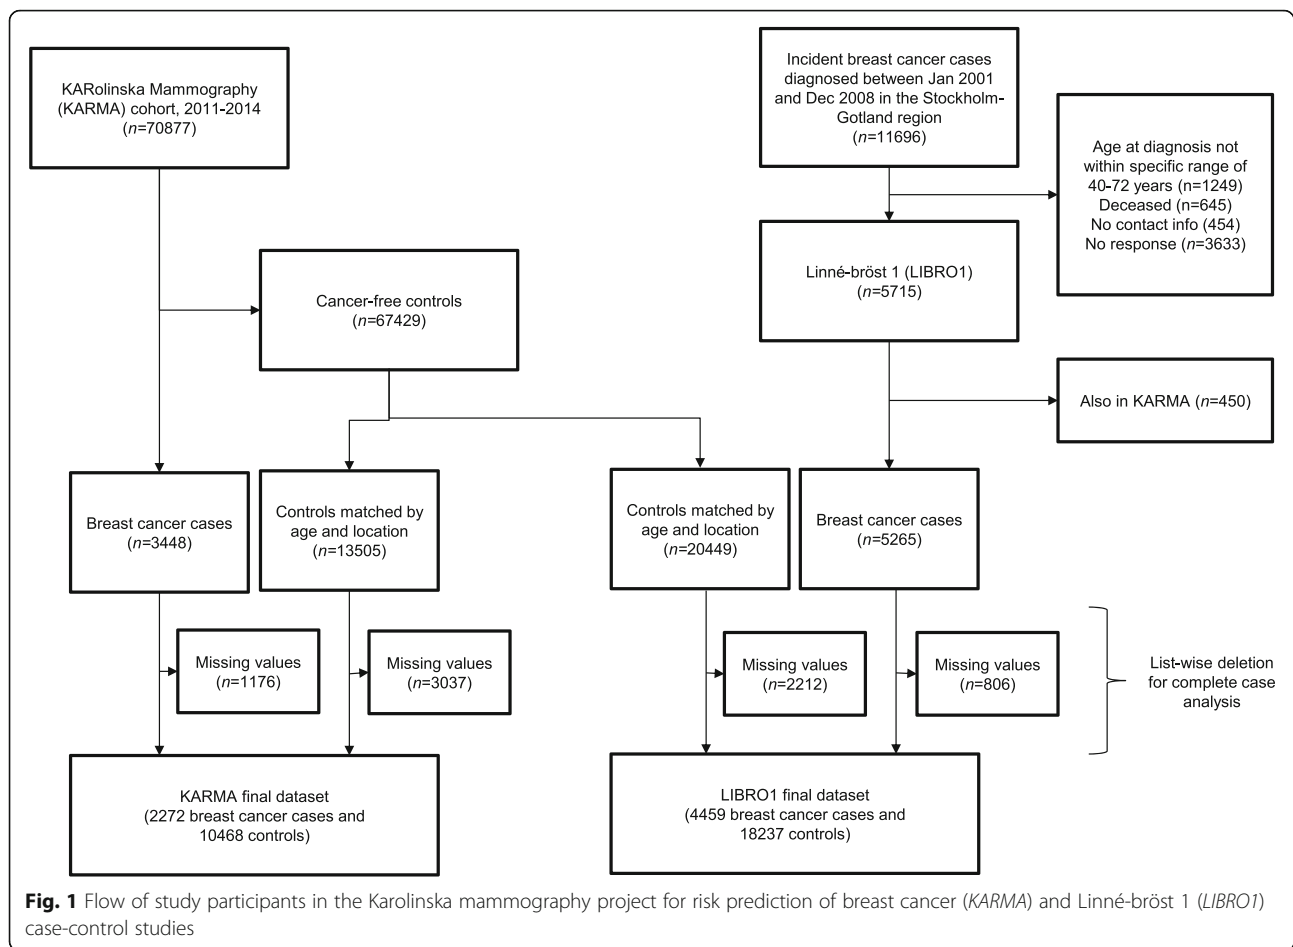 KARolinska Mammography
(KARMA) cohort, 2011-2014
(n=70877)
Incident breast cancer cases
diagnosed between Jan 2001
and Dec 2008 in the Stockholm-
Gotland region
(n=11696)
Age at diagnosis not
within specific range of
40-72 years (n=1249)
Deceased (n=645)
No contact info (454)
No response (n=3633)
Linné-bröst 1 (LIBRO1)
(n=5715)
Cancer-free controls
(n=67429)
Also in KARMA (n=450)
Breast cancer cases
(n=3448)
Controls matched by
age and location
(n=13505)
Controls matched by
age and location
(n=20449)
Breast cancer cases
(n=5265)
Missing values
(n=1176)
Missing values
(n=3037)
Missing values
(n=2212)
Missing values
(n=806)
List-wise deletion
for complete case
analysis
KARMA final dataset
(2272 breast cancer cases and
10468 controls)
LIBRO1 final dataset
(4459 breast cancer cases and
18237 controls)
Fig. 1 Flow of study participants in the Karolinska mammography project for risk prediction of breast cancer (KARMA) and Linné-bröst 1 (LIBRO1)
case-control studies